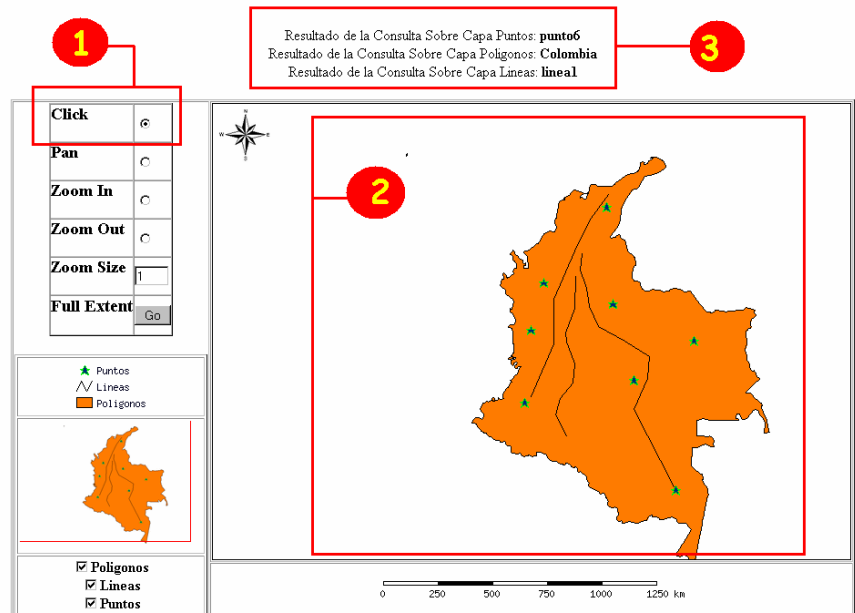 1
Resultado de la Consulta Sobre Capa Puntos: punto6
Resultado de la Consulta Sobre Capa Poligonos: Colombia
Resultado de la Consulta Sobre Capa Lineas: linea1
3
Click
Pan
Zoom In
Zoom Out
Zoom Size 1
Full Extent Go
N
W
2
Puntos
Lineas
Poligonos
Poligonos
Lineas
Puntos
0 250 500 750 1000 1250 km